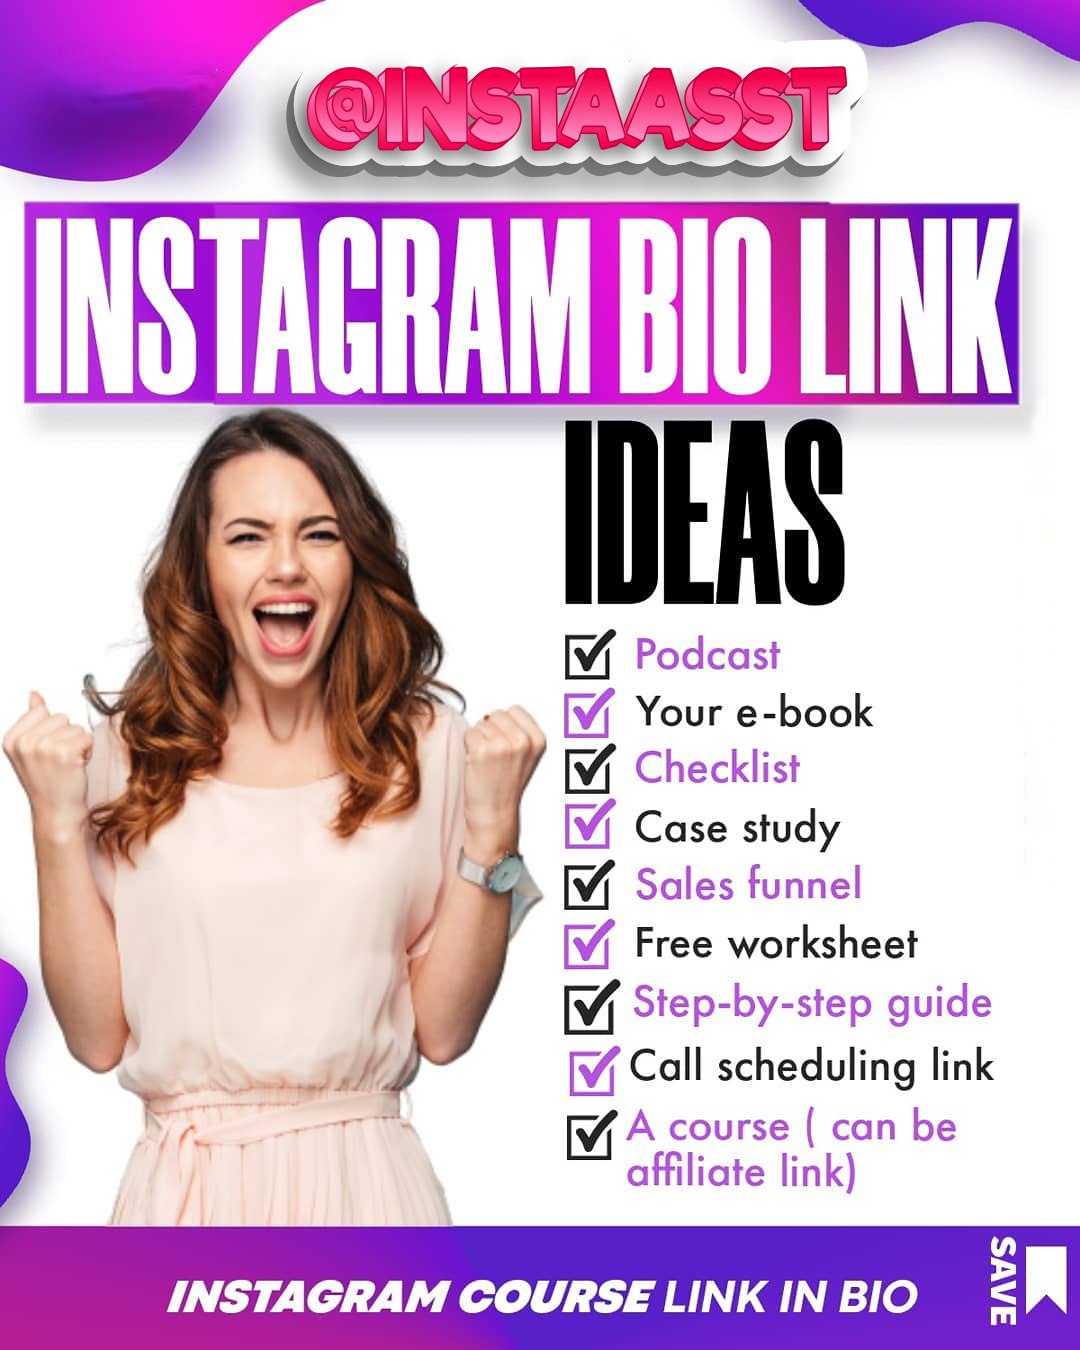 @INSTAASST
INSTAGRAM BIO LINK
IDEAS
Podcast
Your e-book
Checklist
Case study
Sales funnel
Free worksheet
Step-by-step guide
Call scheduling link
A course ( can be
affiliate link)
INSTAGRAM COURSE LINK IN BIO
SAVE